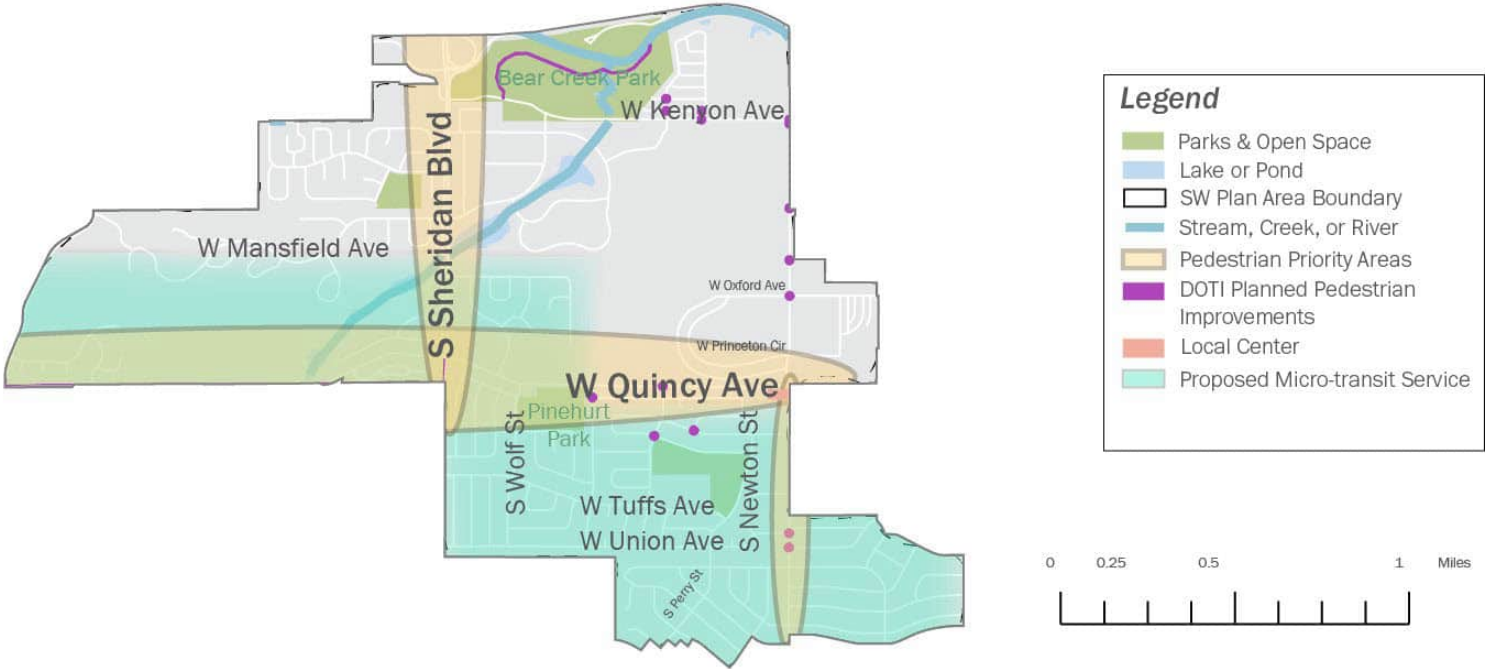 Bear Creek Park
W Kenyon Ave
S Sheridan Blvd
W Mansfield Ave
W Oxford Ave
W Princeton Cir
W Quincy Ave
Pinehurt
Park
S Wolf St
S Newton St
W Tuffs Ave
W Union Ave
S Perry St
Legend
Parks & Open Space
Lake or Pond
SW Plan Area Boundary
Stream, Creek, or River
Pedestrian Priority Areas
DOTI Planned Pedestrian
Improvements
Local Center
Proposed Micro-transit Service
0 0.25 0.5 1 Miles